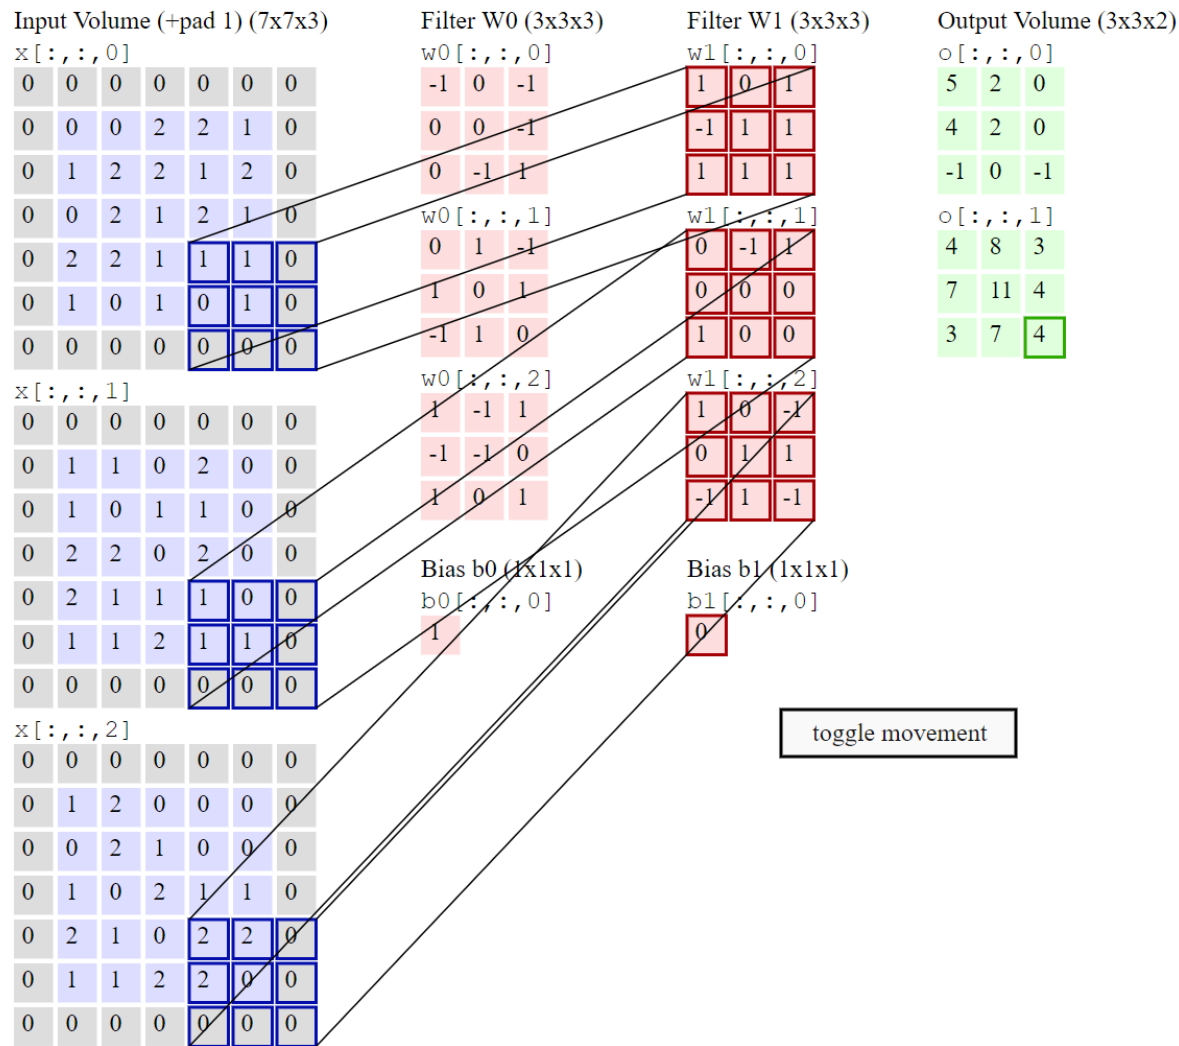 Input Volume (+pad 1) (7x7x3)
x[:,:,0]
0 0 0 0 0 0 0
0 0 0 2 2 1 0
0 1 2 2 1 2 0
0 0 2 1 2 1 0
0 2 2 1 1 1 0
0 1 0 1 0 1 0
0 0 0 0 0 0 0
x[:,:,1]
0 0 0 0 0 0 0
0 1 1 0 2 0 0
0 1 0 1 1 0 0
0 2 2 0 2 0 0
0 2 1 1 1 0 0
0 1 1 2 1 1 0
0 0 0 0 0 0 0
x[:,:,2]
0 0 0 0 0 0 0
0 1 2 0 0 0 0
0 0 2 1 0 0 0
0 1 0 2 1 1 0
0 2 1 0 2 2 0
0 1 1 2 2 0 0
0 0 0 0 0 0 0
Filter W0 (3x3x3)
w0[:,:,0]
-1 0 -1
0 0 -1
0 -1 1
w0[:,:,1]
0 1 -1
1 0 1
-1 1 0
w0[:,:,2]
1 -1 1
-1 -1 0
1 0 1
Bias b0 (1x1x1)
b0[:,:,0]
1
Filter W1 (3x3x3)
w1[:,:,0]
1 0 1
-1 1 1
1 1 1
w1[:,:,1]
0 -1 1
0 0 0
1 0 0
w1[:,:,2]
1 0 -1
0 1 1
-1 1 -1
Bias b1 (1x1x1)
b1[:,:,0]
0
Output Volume (3x3x2)
o[:,:,0]
5 2 0
4 2 0
-1 0 -1
o[:,:,1]
4 8 3
7 11 4
3 7 4
toggle movement